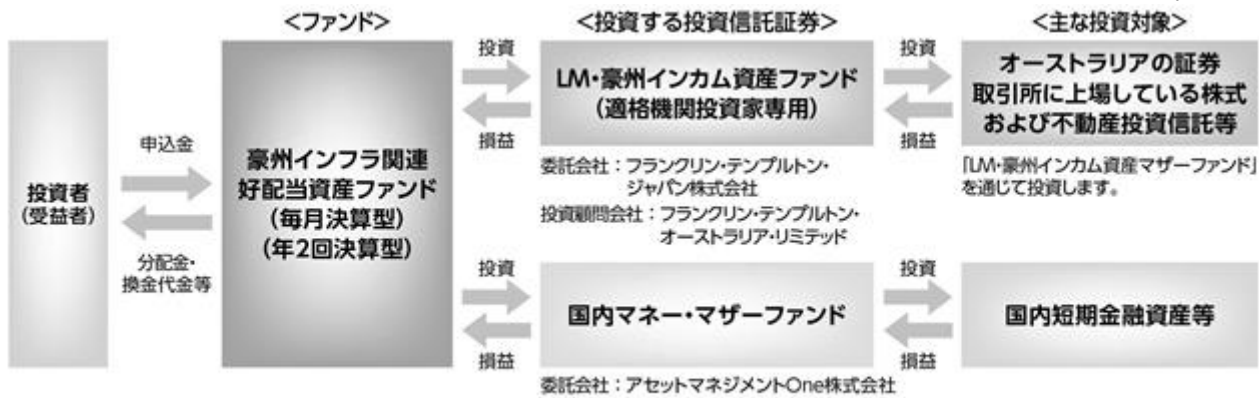 <ファンド>
<投資する投資信託証券>
<主な投資対象>
投資者
(受益者)
申込金
分配金・
換金代金等
豪州インフラ関連
好配当資産ファンド
(毎月決算型)
(年2回決算型)
投資
損益
LM・豪州インカム資産ファンド
(適格機関投資家専用)
委託会社:フランクリン・テンプルトン・
ジャパン株式会社
投資顧問会社:フランクリン・テンプルトン・
オーストラリア・リミテッド
投資
損益
オーストラリアの証券
取引所に上場している株式
および不動産投資信託等
「LM・豪州インカム資産マザーファンド」
を通じて投資します。
投資
損益
国内マネー・マザーファンド
委託会社:アセットマネジメントOne株式会社
投資
損益
国内短期金融資産等